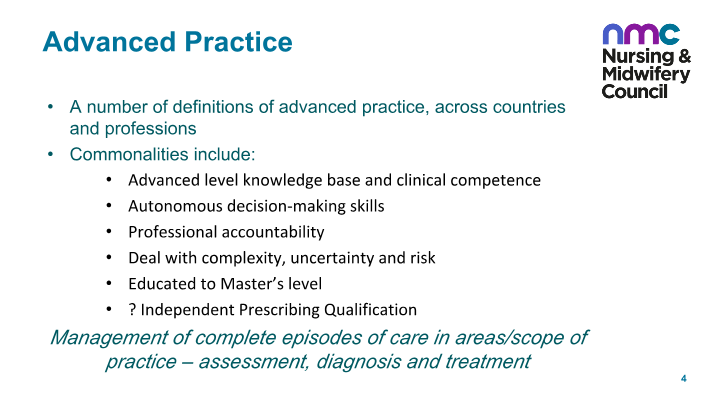 Advanced Practice
nmc
Nursing &
Midwifery
Council
• A number of definitions of advanced practice, across countries
and professions
• Commonalities include:
• Advanced level knowledge base and clinical competence
• Autonomous decision-making skills
• Professional accountability
• Deal with complexity, uncertainty and risk
• Educated to Master’s level
• ? Independent Prescribing Qualification
Management of complete episodes of care in areas/scope of
practice – assessment, diagnosis and treatment
4